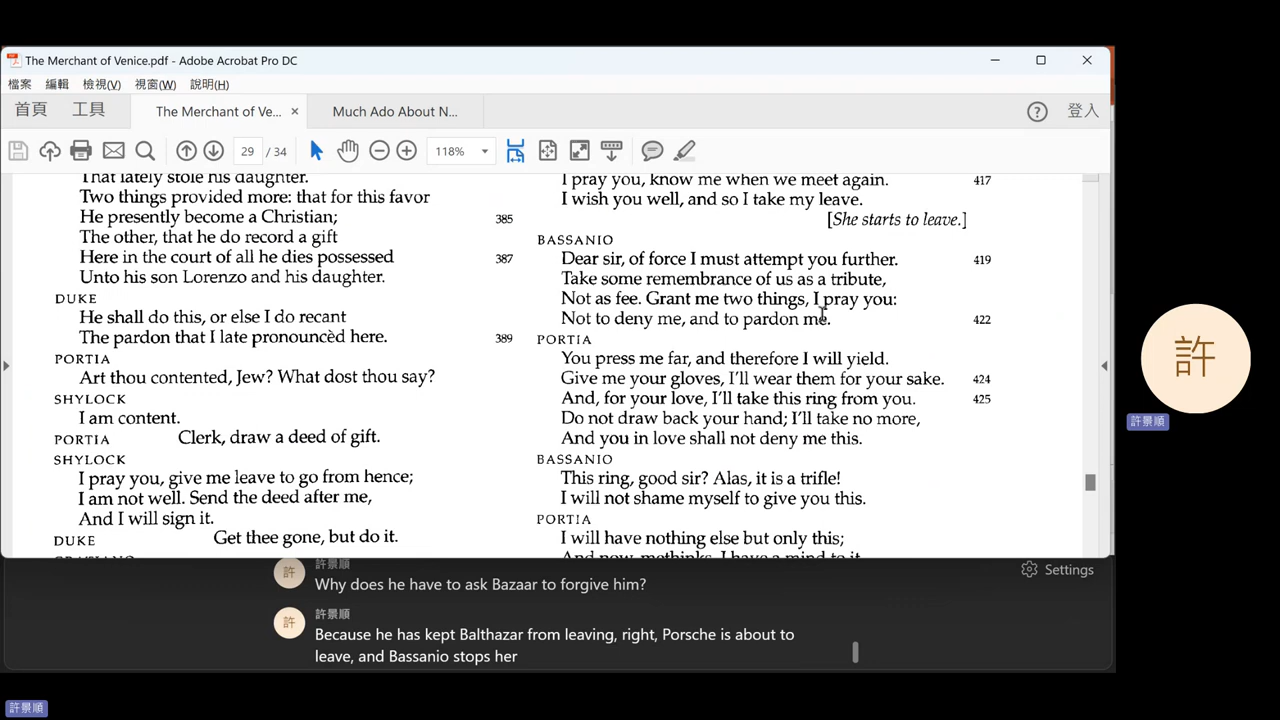 The Merchant of Venice.pdf - Adobe Acrobat Pro DC
檔案 編輯 檢視(V) 視窗(W) 說明(H)
首頁 工具 The Merchant of Ve... × Much Ado About N... 登入
29 / 34 118%
That lately stole his daughter.
Two things provided more: that for this favor
He presently become a Christian; 385
The other, that he do record a gift
Here in the court of all he dies possessed 387
Unto his son Lorenzo and his daughter.
DUKE
He shall do this, or else I do recant
The pardon that I late pronouncèd here. 389
PORTIA
Art thou contented, Jew? What dost thou say?
SHYLOCK
I am content.
PORTIA Clerk, draw a deed of gift.
SHYLOCK
I pray you, give me leave to go from hence;
I am not well. Send the deed after me,
And I will sign it.
DUKE Get thee gone, but do it.
GRATIANO
I pray you, know me when we meet again. 417
I wish you well, and so I take my leave.
[She starts to leave.]
BASSANIO
Dear sir, of force I must attempt you further. 419
Take some remembrance of us as a tribute,
Not as fee. Grant me two things, I pray you:
Not to deny me, and to pardon me. 422
PORTIA
You press me far, and therefore I will yield.
Give me your gloves, I'll wear them for your sake. 424
And, for your love, I'll take this ring from you. 425
Do not draw back your hand; I'll take no more,
And you in love shall not deny me this.
BASSANIO
This ring, good sir? Alas, it is a trifle!
I will not shame myself to give you this.
PORTIA
I will have nothing else but only this;
And now, methinks, I have a mind to it.
許 許景順
Why does he have to ask Bazaar to forgive him?
Settings
許 許景順
Because he has kept Balthazar from leaving, right, Porsche is about to
leave, and Bassanio stops her
許
許景順
許景順